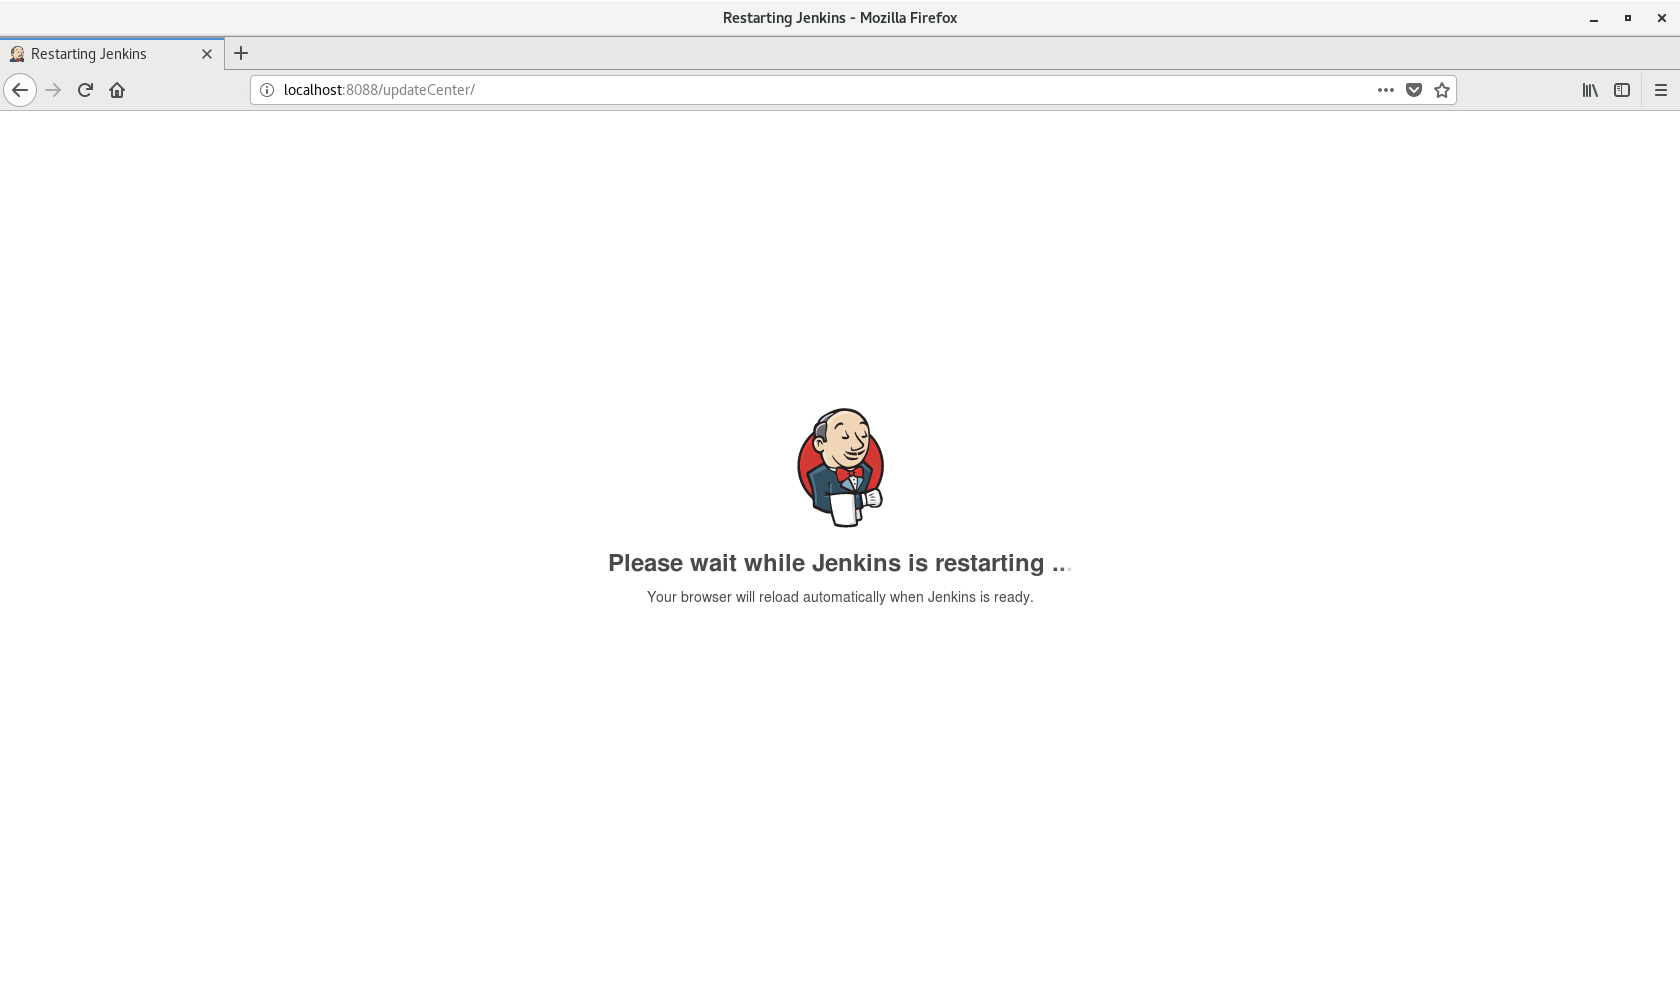 Restarting Jenkins - Mozilla Firefox
Restarting Jenkins
localhost:8088/updateCenter/
Please wait while Jenkins is restarting ...
Your browser will reload automatically when Jenkins is ready.